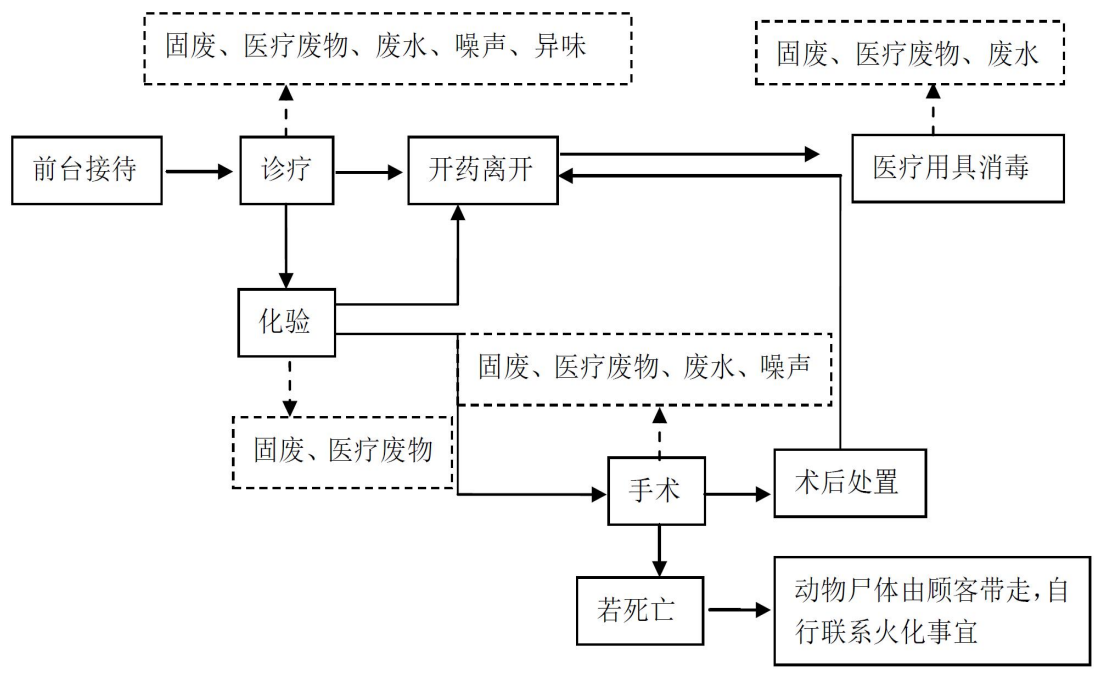 固废、医疗废物、废水、噪声、异味
固废、医疗废物、废水
前台接待
诊疗
开药离开
医疗用具消毒
化验
固废、医疗废物、废水、噪声
固废、医疗废物
手术
术后处置
若死亡
动物尸体由顾客带走，自
行联系火化事宜